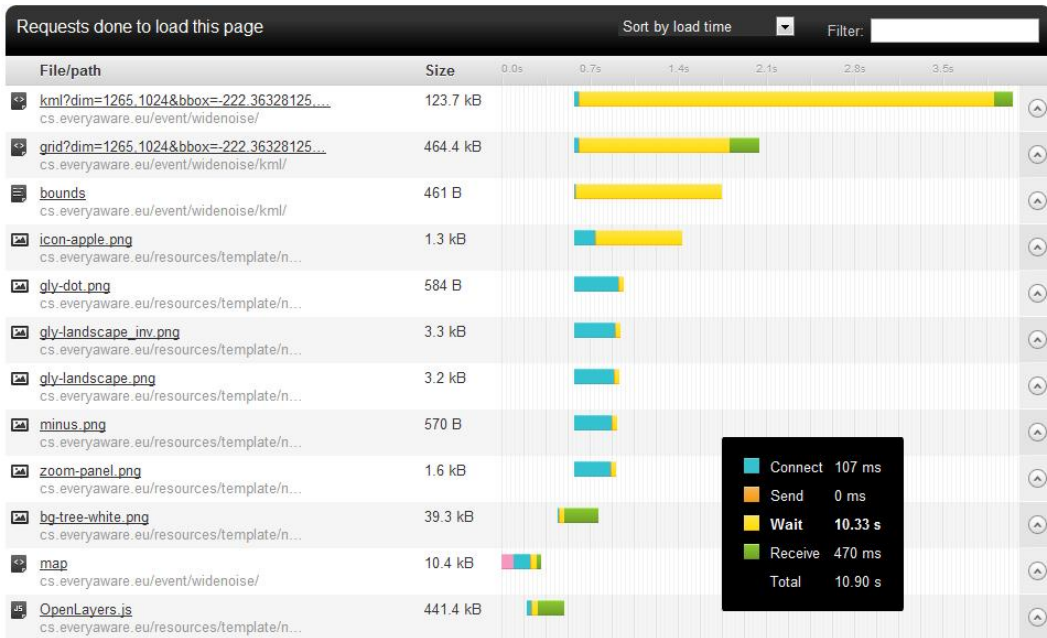 Requests done to load this page
Sort by load time
Filter:
File/path Size 0.0s 0.7s 1.4s 2.1s 2.8s 3.5s
kml?dim=1265,1024&bbox=-222.36328125,... 123.7 kB
cs.everyaware.eu/event/widenoise/
grid?dim=1265,1024&bbox=-222.36328125... 464.4 kB
cs.everyaware.eu/event/widenoise/kml/
bounds 461 B
cs.everyaware.eu/event/widenoise/kml/
icon-apple.png 1.3 kB
cs.everyaware.eu/resources/template/n...
gly-dot.png 584 B
cs.everyaware.eu/resources/template/n...
gly-landscape_inv.png 3.3 kB
cs.everyaware.eu/resources/template/n...
gly-landscape.png 3.2 kB
cs.everyaware.eu/resources/template/n...
minus.png 570 B
cs.everyaware.eu/resources/template/n...
zoom-panel.png 1.6 kB
cs.everyaware.eu/resources/template/n...
bg-tree-white.png 39.3 kB
cs.everyaware.eu/resources/template/n...
map 10.4 kB
cs.everyaware.eu/event/widenoise/
JS OpenLayers.js 441.4 kB
cs.everyaware.eu/resources/template/n...
Connect 107 ms
Send 0 ms
Wait 10.33 s
Receive 470 ms
Total 10.90 s